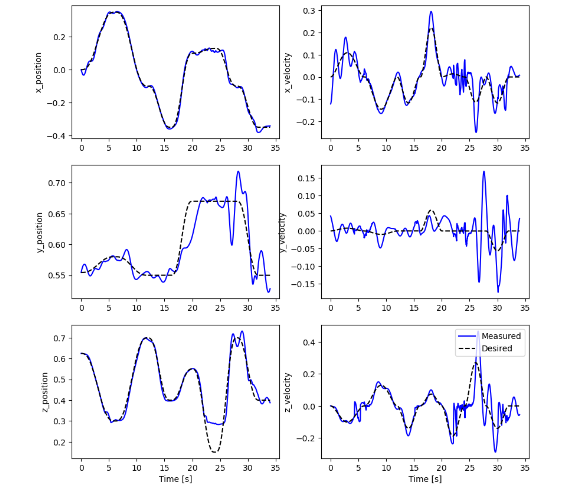 x_position
0.2
0.0
−0.2
−0.4
0 5 10 15 20 25 30 35
x_velocity
0.3
0.2
0.1
0.0
−0.1
−0.2
0 5 10 15 20 25 30 35
y_position
0.70
0.65
0.60
0.55
0 5 10 15 20 25 30 35
y_velocity
0.15
0.10
0.05
0.00
−0.05
−0.10
−0.15
0 5 10 15 20 25 30 35
z_position
0.7
0.6
0.5
0.4
0.3
0.2
0 5 10 15 20 25 30 35
Time [s]
z_velocity
0.4
0.2
0.0
−0.2
0 5 10 15 20 25 30 35
Time [s]
Measured
Desired